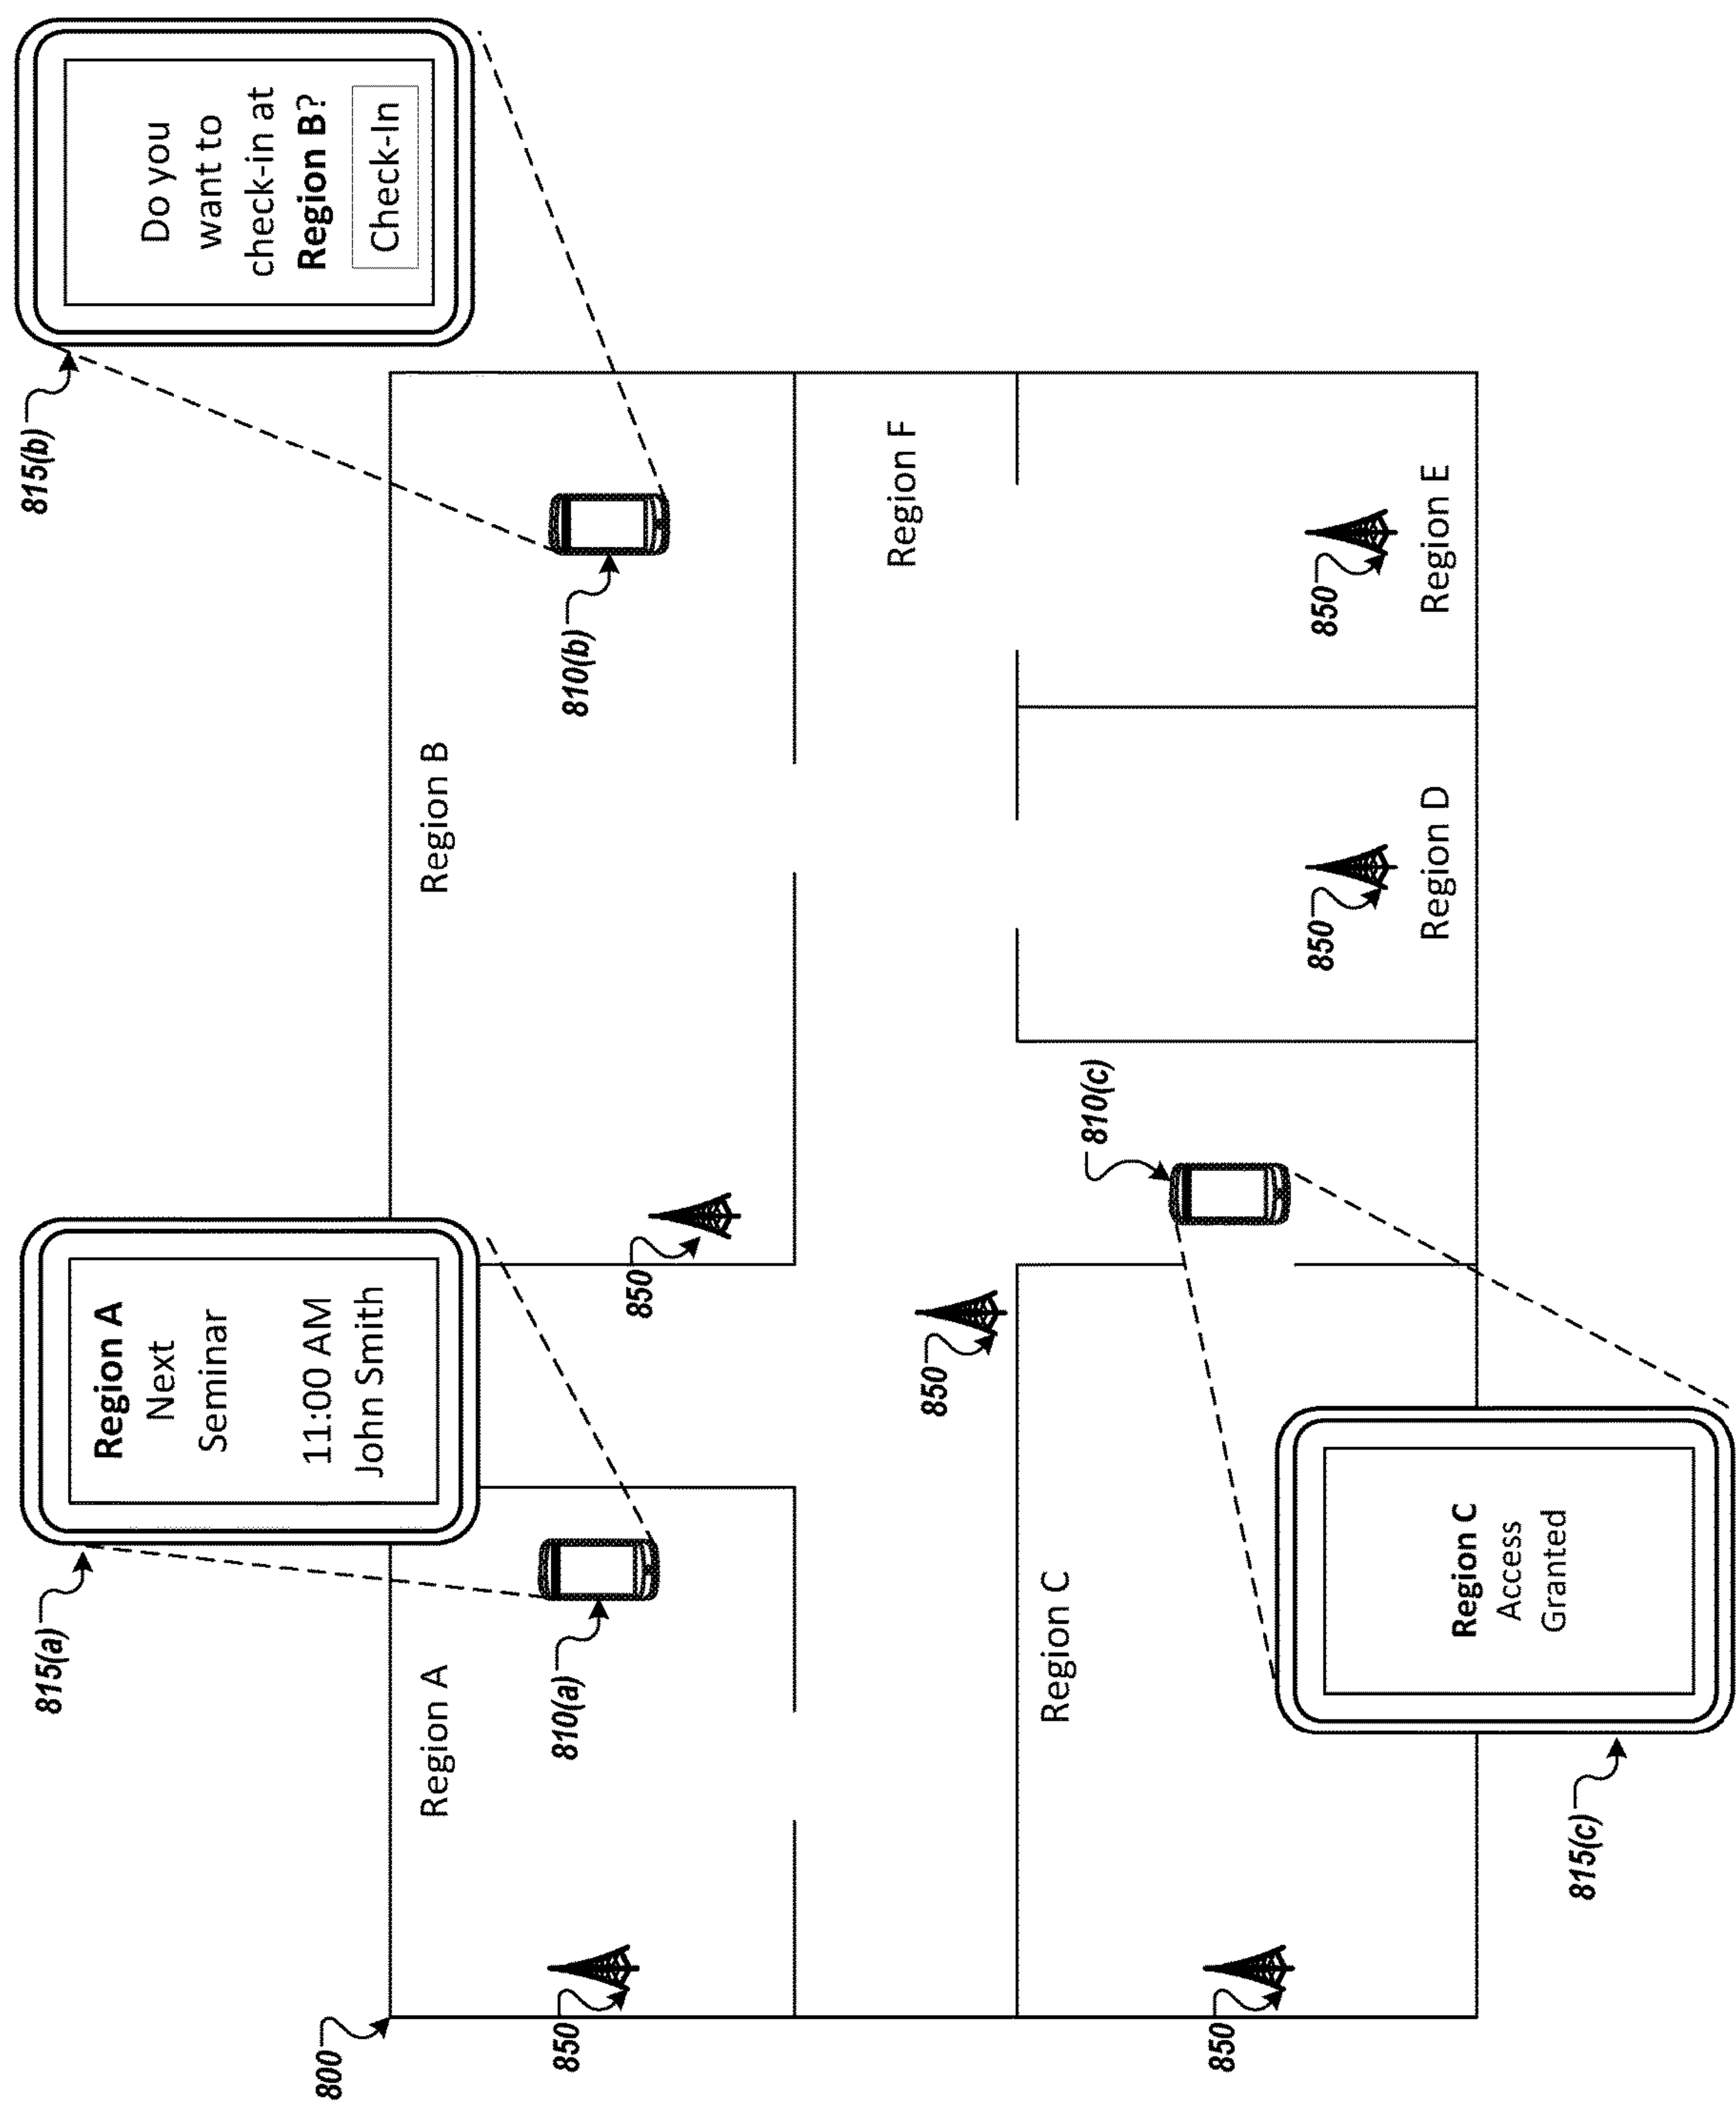 815(a)
Region A
Next
Seminar
11:00 AM
John Smith
815(b)
Do you
want to
check-in at
Region B?
Check-In
800
Region A
Region B
810(a)
810(b)
850
850
Region F
850
Region C
810(c)
850
850
850
Region D
Region E
815(c)
Region C
Access
Granted